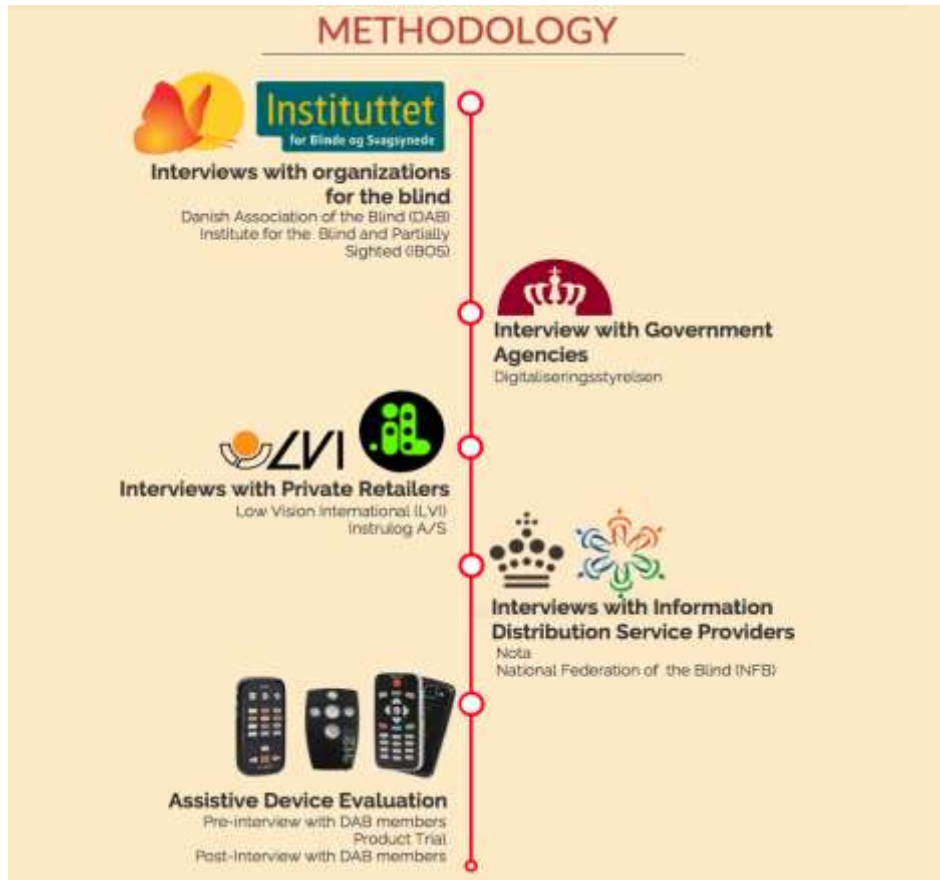 METHODOLOGY
Instituttet
for Blinde og Svagsynede
Interviews with organizations
for the blind
Danish Association of the Blind (DAB)
Institute for the Blind and Partially
Sighted (IBOS)
Interview with Government
Agencies
Digitaliseringsstyrelsen
LVI
Interviews with Private Retailers
Low Vision International (LVI)
Instrulog A/S
Interviews with Information
Distribution Service Providers
Nota
National Federation of the Blind (NFB)
Assistive Device Evaluation
Pre-interview with DAB members
Product Trial
Post-Interview with DAB members